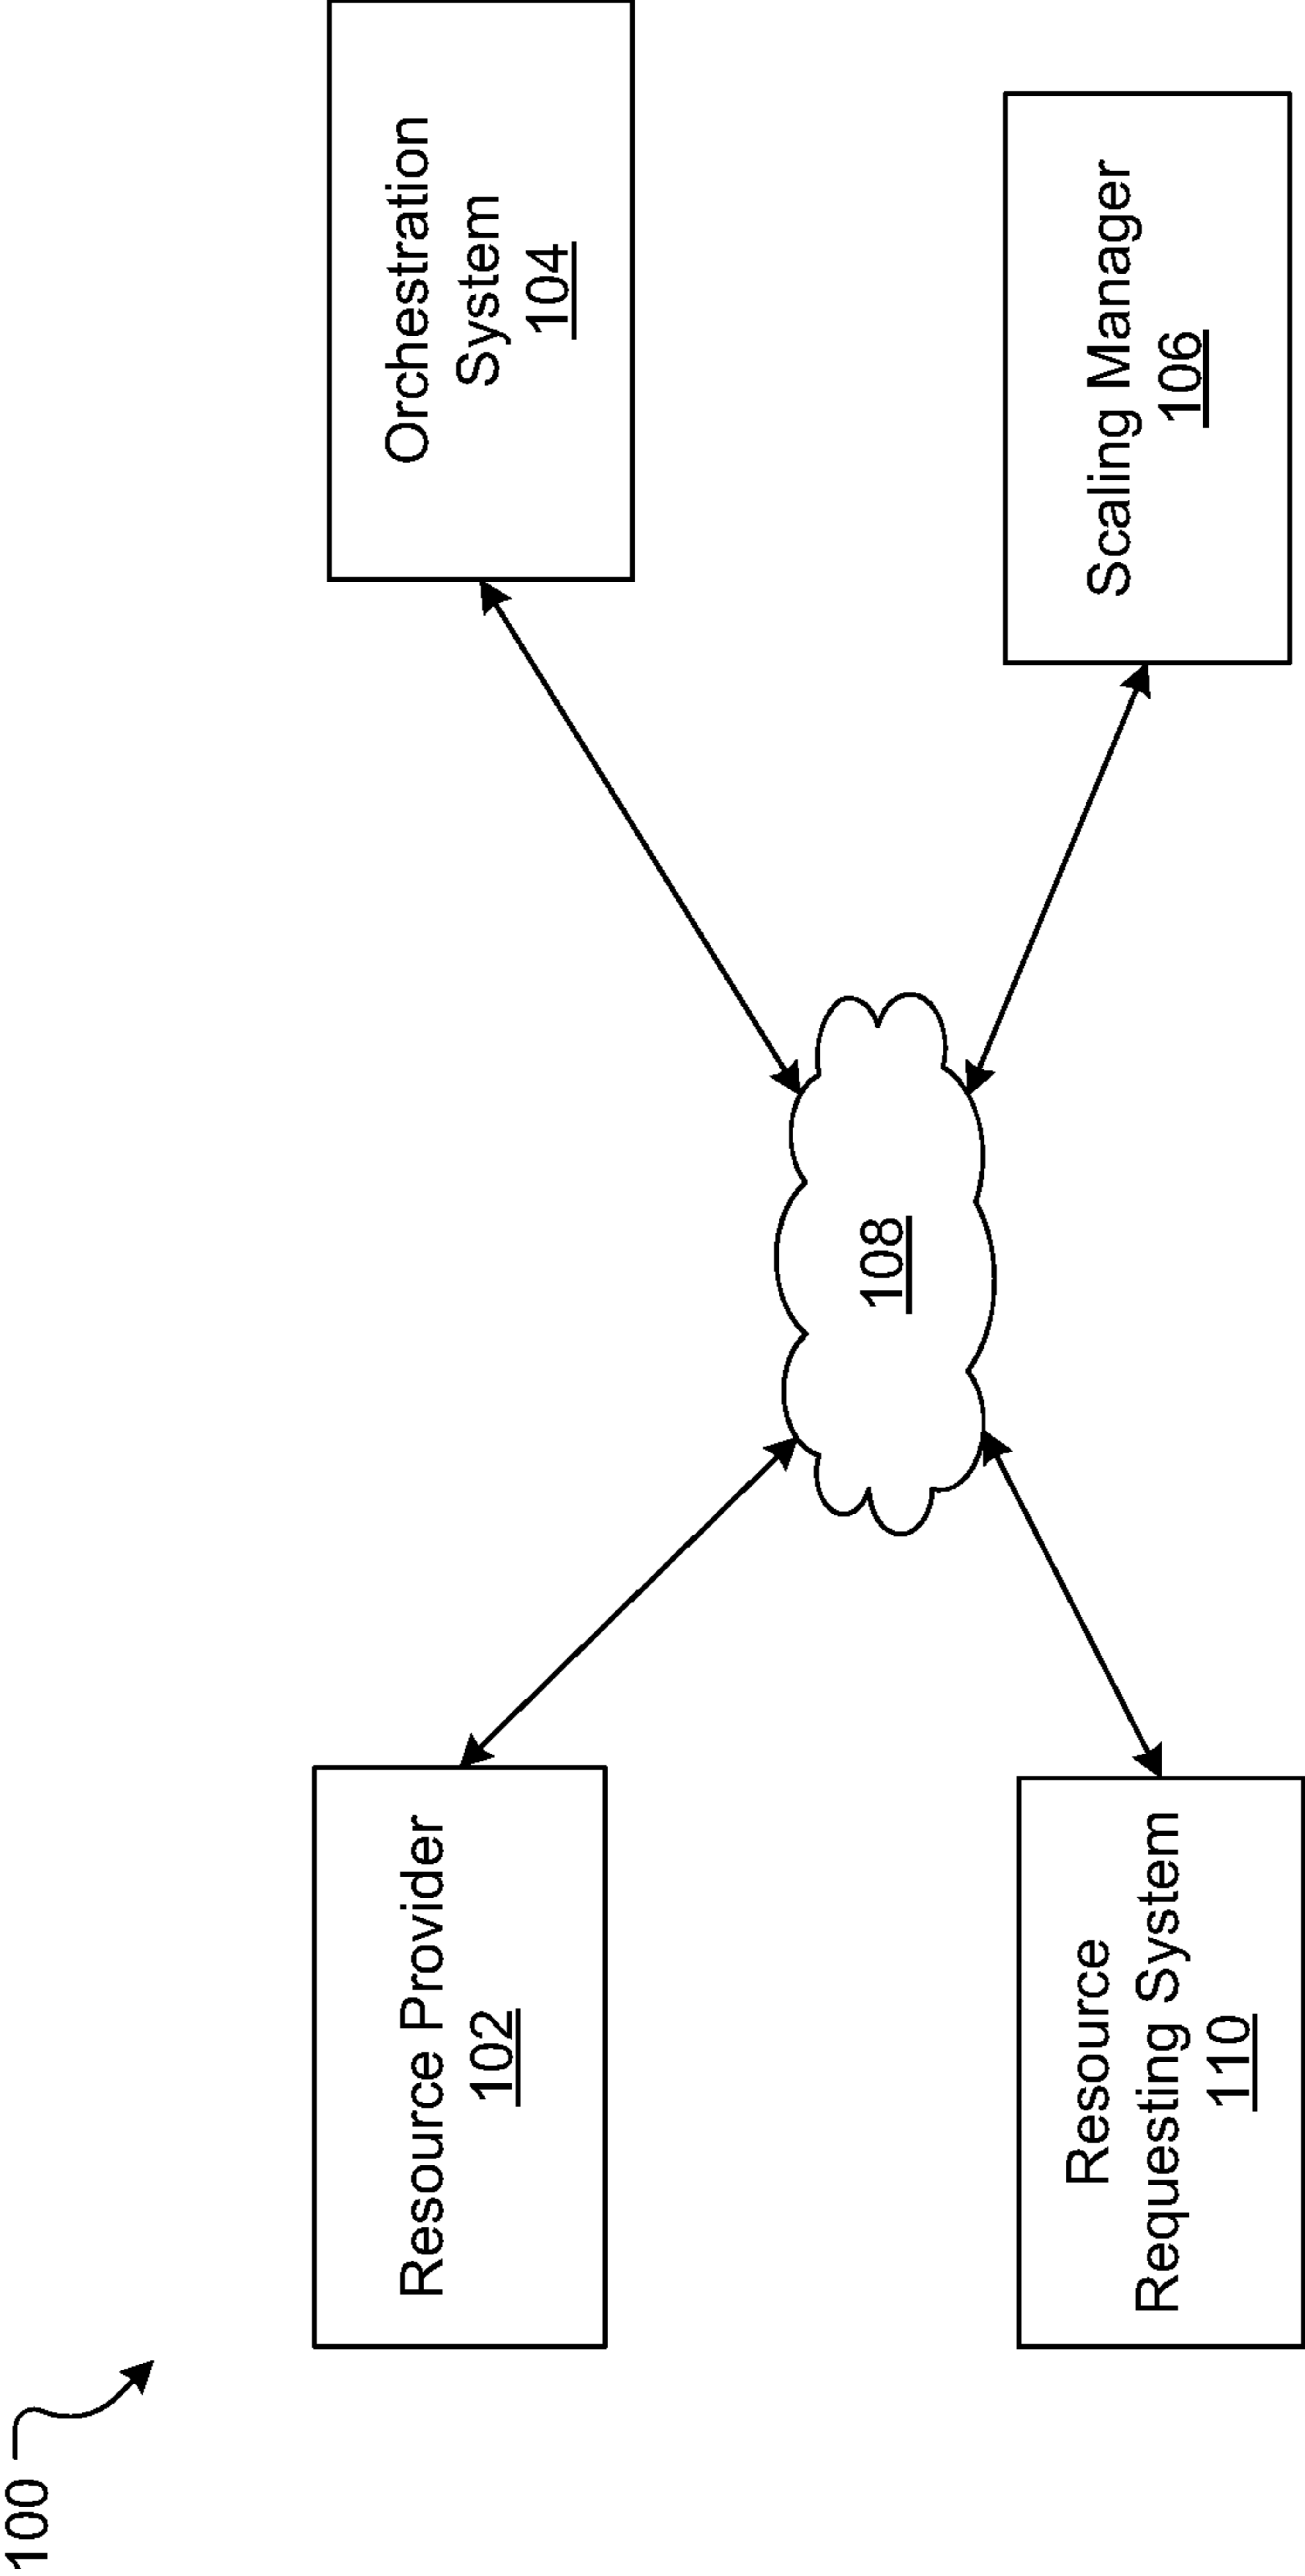 100
Resource Provider
102
Orchestration
System
104
108
Resource
Requesting System
110
Scaling Manager
106